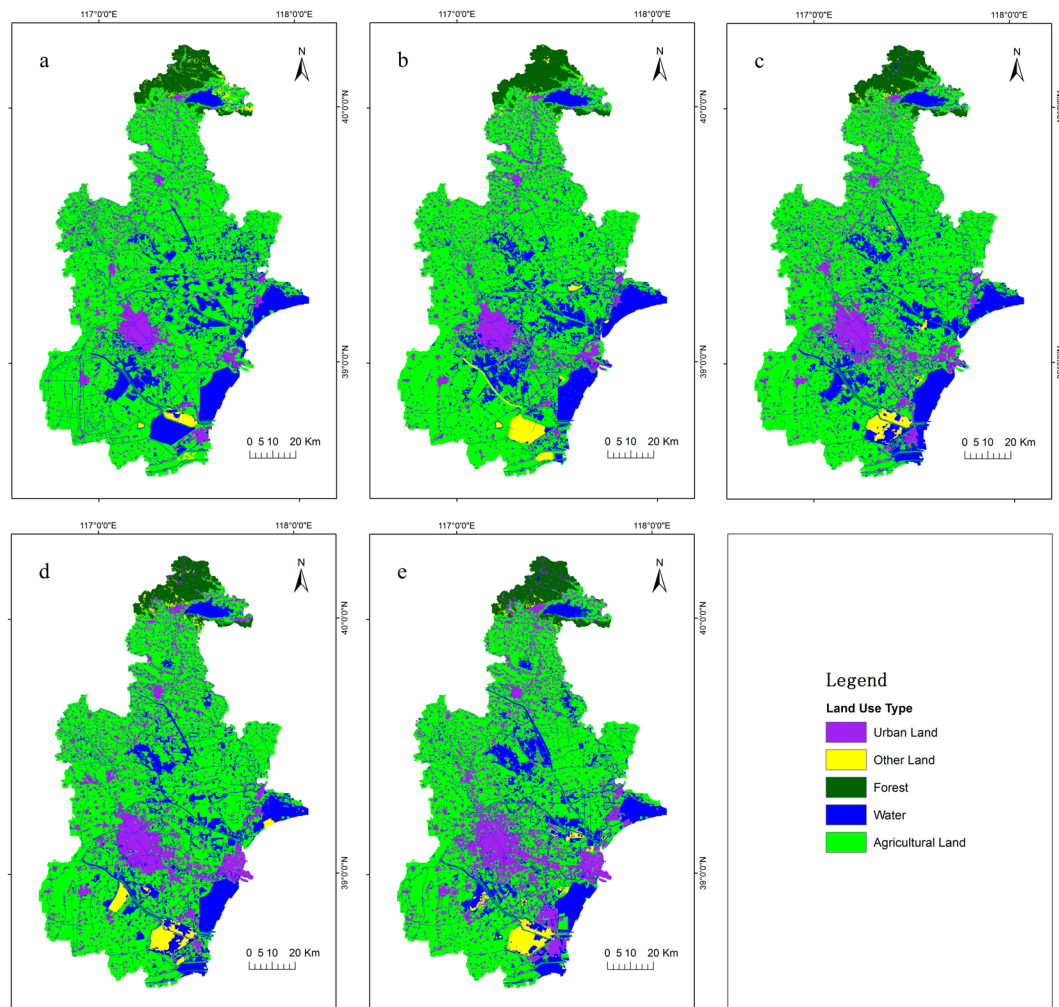 117°0'0"E 118°0'0"E 117°0'0"E 118°0'0"E 117°0'0"E 118°0'0"E
a N b N c N
40°0'0"N 40°0'0"N
39°0'0"N 39°0'0"N
0 5 10 20 Km 0 5 10 20 Km 0 5 10 20 Km
117°0'0"E 118°0'0"E 117°0'0"E 118°0'0"E
d N e N
40°0'0"N 40°0'0"N
39°0'0"N 39°0'0"N
0 5 10 20 Km 0 5 10 20 Km
Legend
Land Use Type
Urban Land
Other Land
Forest
Water
Agricultural Land